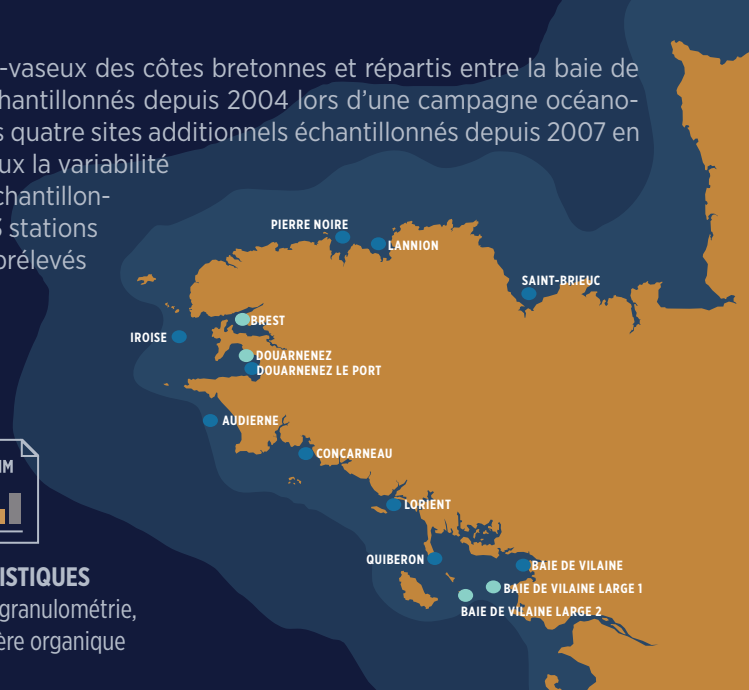 -vaseux des côtes bretonnes et répartis entre la baie de
chantillonnés depuis 2004 lors d'une campagne océano-
s quatre sites additionnels échantillonnés depuis 2007 en
ux la variabilité
chantillon-
stations
prélevés
PIERRE NOIRE
LANNION
SAINT-BRIEUC
BREST
IROISE
DOUARNENEZ
DOUARNENEZ LE PORT
AUDIERNE
CONCARNEAU
LORIENT
QUIBERON
BAIE DE VILAINE
BAIE DE VILAINE LARGE 1
BAIE DE VILAINE LARGE 2
IM
ISTIQUES
granulométrie,
ère organique